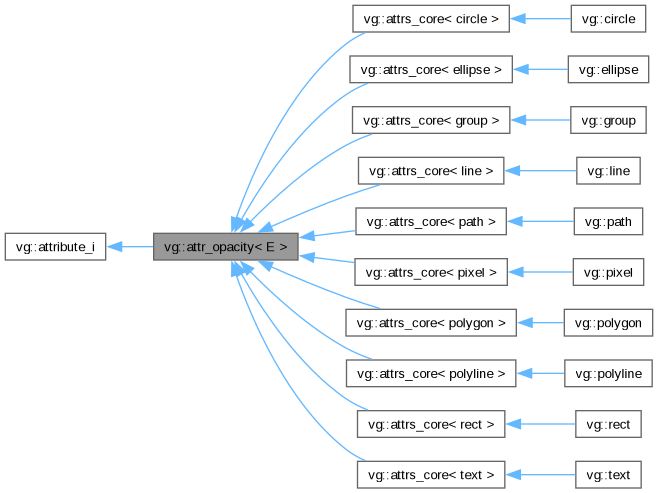 vg::attrs_core< circle >
vg::circle
vg::attrs_core< ellipse >
vg::ellipse
vg::attrs_core< group >
vg::group
vg::attrs_core< line >
vg::line
vg::attrs_core< path >
vg::path
vg::attribute_i
vg::attr_opacity< E >
vg::attrs_core< pixel >
vg::pixel
vg::attrs_core< polygon >
vg::polygon
vg::attrs_core< polyline >
vg::polyline
vg::attrs_core< rect >
vg::rect
vg::attrs_core< text >
vg::text